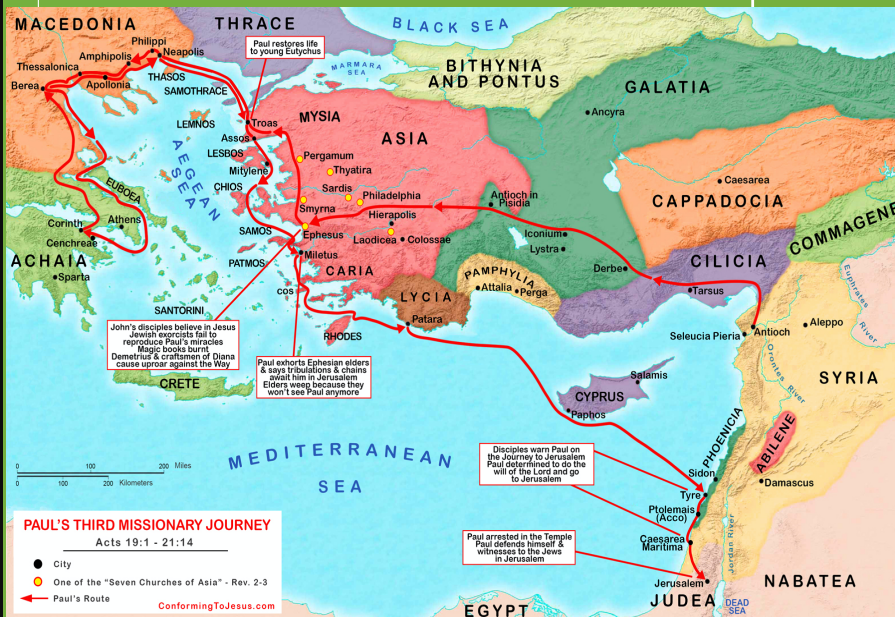 MACEDONIA
THRACE
BLACK SEA
Philippi
Neapolis
Amphipolis
Thessalonica
Apollonia
Berea
THASOS
SAMOTHRACE
Paul restores life
to young Eutychus
MARMARA
SEA
BITHYNIA
AND PONTUS
GALATIA
Ancyra
LEMNOS
Troas
MYSIA
ASIA
Assos
LESBOS
Mitylene
AEGEAN
SEA
CHIOS
Pergamum
Thyatira
Sardis
Philadelphia
Smyrna
Hierapolis
Antioch in
Pisidia
Caesarea
CAPPADOCIA
COMMAGENE
EUBOEA
Corinth
Athens
Cenchreae
SAMOS
Ephesus
Laodicea
Colossae
Iconium
Lystra
Derbe
CILICIA
Tarsus
ACHAIA
Sparta
PATMOS
Miletus
CARIA
PAMPHYLIA
Attalia
Perga
LYCIA
Patara
COS
SANTORINI
RHODES
Seleucia Pieria
Antioch
Aleppo
Euphrates
River
Orontes River
SYRIA
John's disciples believe in Jesus
Jewish exorcists fail to
reproduce Paul's miracles
Magic books burnt
Demetrius & craftsmen of Diana
cause uproar against the Way
Paul exhorts Ephesian elders
& says tribulations & chains
await him in Jerusalem
Elders weep because they
won't see Paul anymore
CRETE
Salamis
CYPRUS
Paphos
PHOENICIA
ABILENE
MEDITERRANEAN
SEA
Disciples warn Paul on
the Journey to Jerusalem
Paul determined to do the
will of the Lord and go
to Jerusalem
Sidon
Tyre
Damascus
Ptolemais
(Acco)
Caesarea
Maritima
Jordan River
Paul arrested in the Temple
Paul defends himself &
witnesses to the Jews
in Jerusalem
Jerusalem
JUDEA
DEAD
SEA
NABATEA
EGYPT
0 100 200 Miles
0 100 200 Kilometers
PAUL'S THIRD MISSIONARY JOURNEY
Acts 19:1 - 21:14
City
One of the "Seven Churches of Asia" - Rev. 2-3
Paul's Route
ConformingToJesus.com